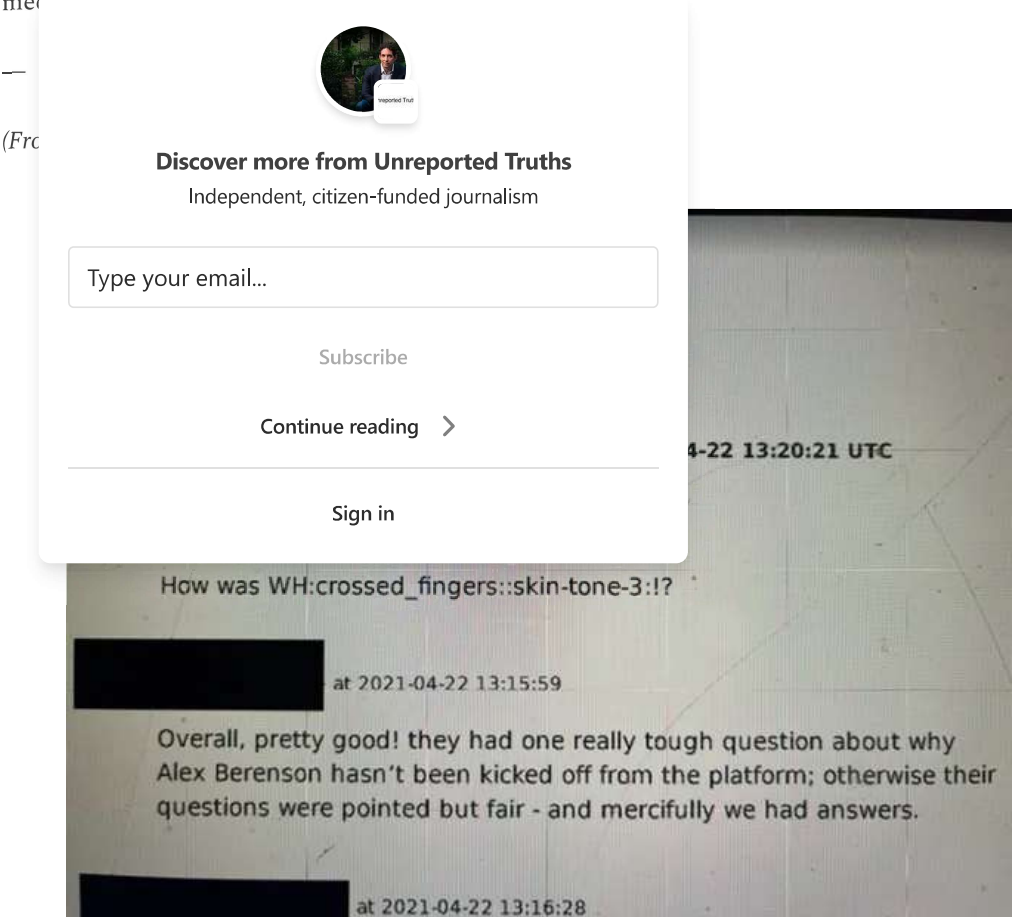 —
(Fro
reported Trut
Discover more from Unreported Truths
Independent, citizen-funded journalism
Type your email...
Subscribe
Continue reading
Sign in
4-22 13:20:21 UTC
How was WH:crossed_fingers::skin-tone-3:!?
at 2021-04-22 13:15:59
Overall, pretty good! they had one really tough question about why
Alex Berenson hasn't been kicked off from the platform; otherwise their
questions were pointed but fair - and mercifully we had answers.
at 2021-04-22 13:16:28